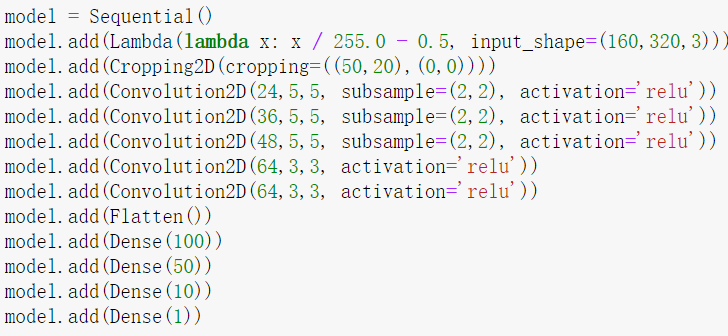 model = Sequential()
model.add(Lambda(lambda x: x / 255.0 - 0.5, input_shape=(160,320,3)))
model.add(Cropping2D(cropping=((50,20),(0,0))))
model.add(Convolution2D(24,5,5, subsample=(2,2), activation='relu'))
model.add(Convolution2D(36,5,5, subsample=(2,2), activation='relu'))
model.add(Convolution2D(48,5,5, subsample=(2,2), activation='relu'))
model.add(Convolution2D(64,3,3, activation='relu'))
model.add(Convolution2D(64,3,3, activation='relu'))
model.add(Flatten())
model.add(Dense(100))
model.add(Dense(50))
model.add(Dense(10))
model.add(Dense(1))